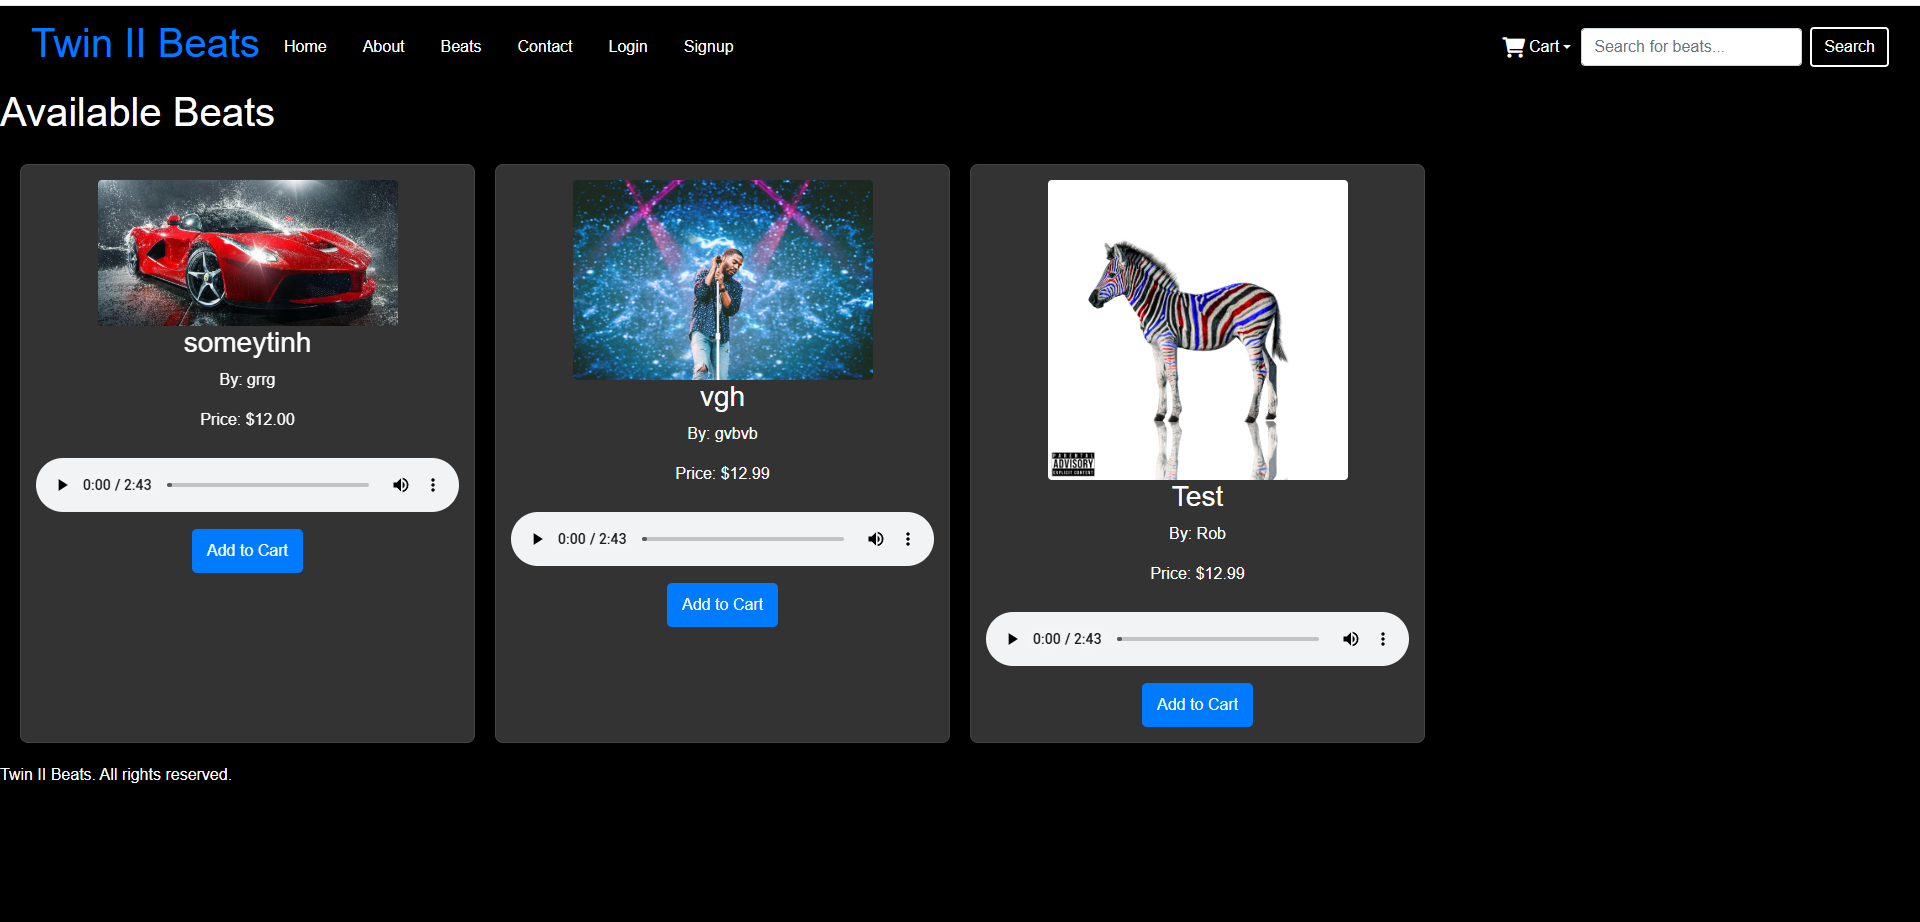 Twin II Beats Home About Beats Contact Login Signup Cart Search for beats... Search
Available Beats
someytinh
By: grrg
Price: $12.00
0:00 / 2:43
Add to Cart
vgh
By: gvbvb
Price: $12.99
0:00 / 2:43
Add to Cart
PARENTAL
ADVISORY
EXPLICIT CONTENT
Test
By: Rob
Price: $12.99
0:00 / 2:43
Add to Cart
Twin II Beats. All rights reserved.